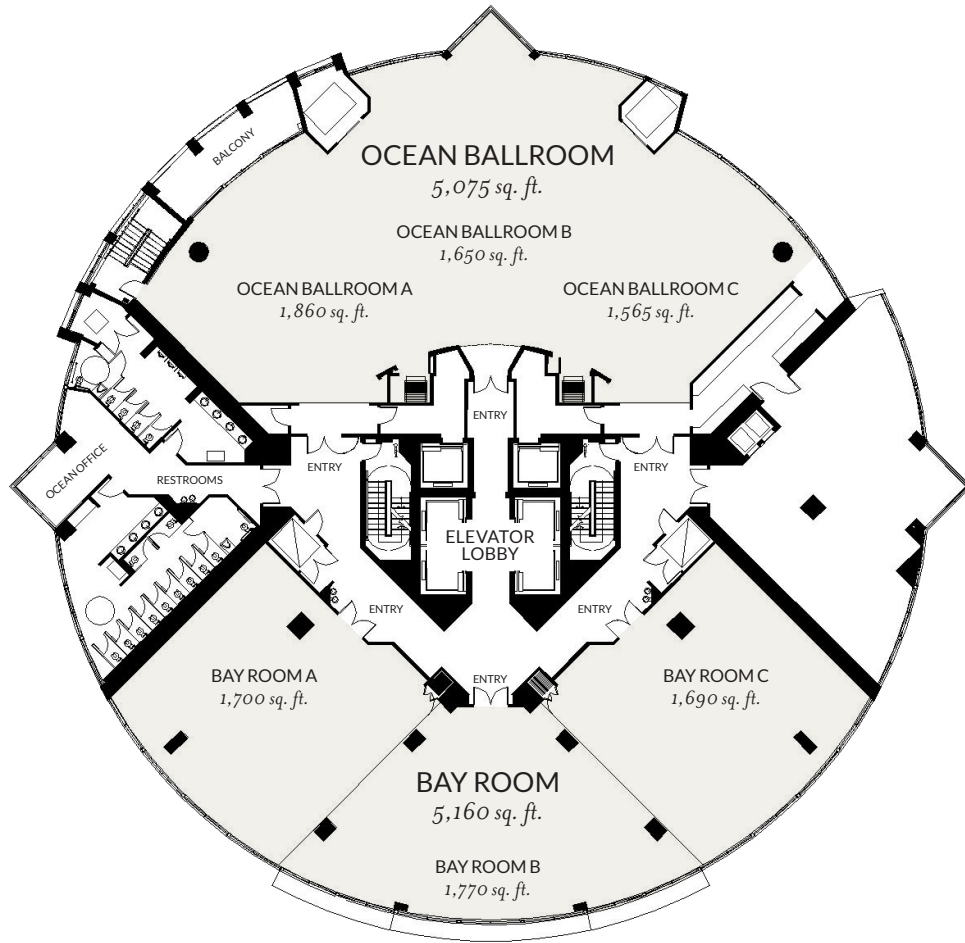 BALCONY
OCEAN BALLROOM
5,075 sq. ft.
OCEAN BALLROOM B
1,650 sq. ft.
OCEAN BALLROOM A
1,860 sq. ft.
OCEAN BALLROOM C
1,565 sq. ft.
ENTRY
ENTRY
ENTRY
OCEAN OFFICE
RESTROOMS
ELEVATOR
LOBBY
ENTRY
ENTRY
ENTRY
BAY ROOM A
1,700 sq. ft.
BAY ROOM C
1,690 sq. ft.
BAY ROOM
5,160 sq. ft.
BAY ROOM B
1,770 sq. ft.